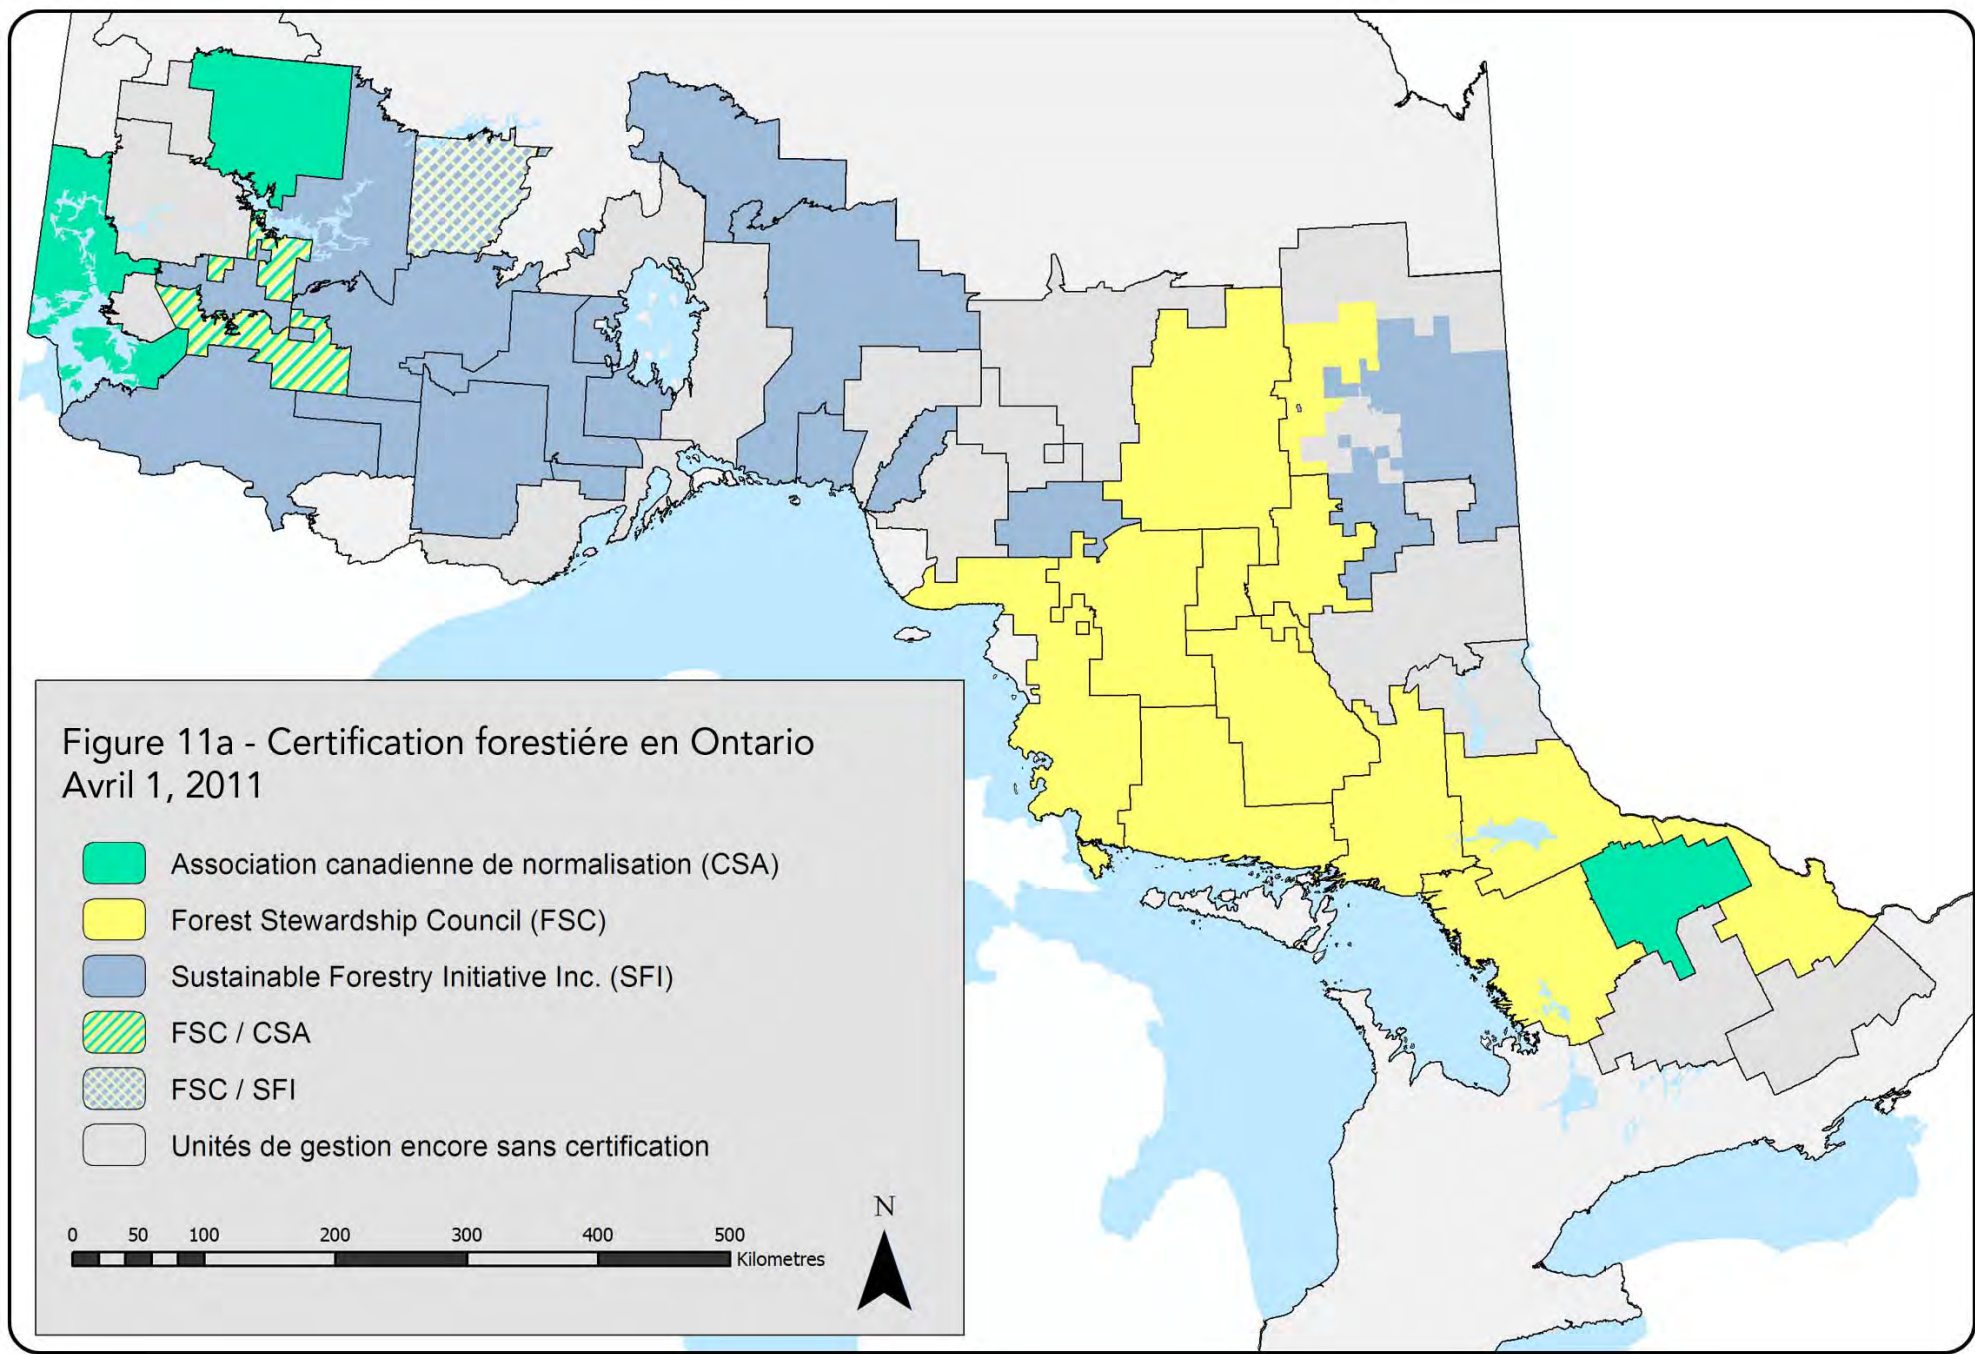 Figure 11a - Certification forestiére en Ontario
Avril 1, 2011
Association canadienne de normalisation (CSA)
Forest Stewardship Council (FSC)
Sustainable Forestry Initiative Inc. (SFI)
FSC / CSA
FSC / SFI
Unités de gestion encore sans certification
N
0 50 100 200 300 400 500
Kilometres